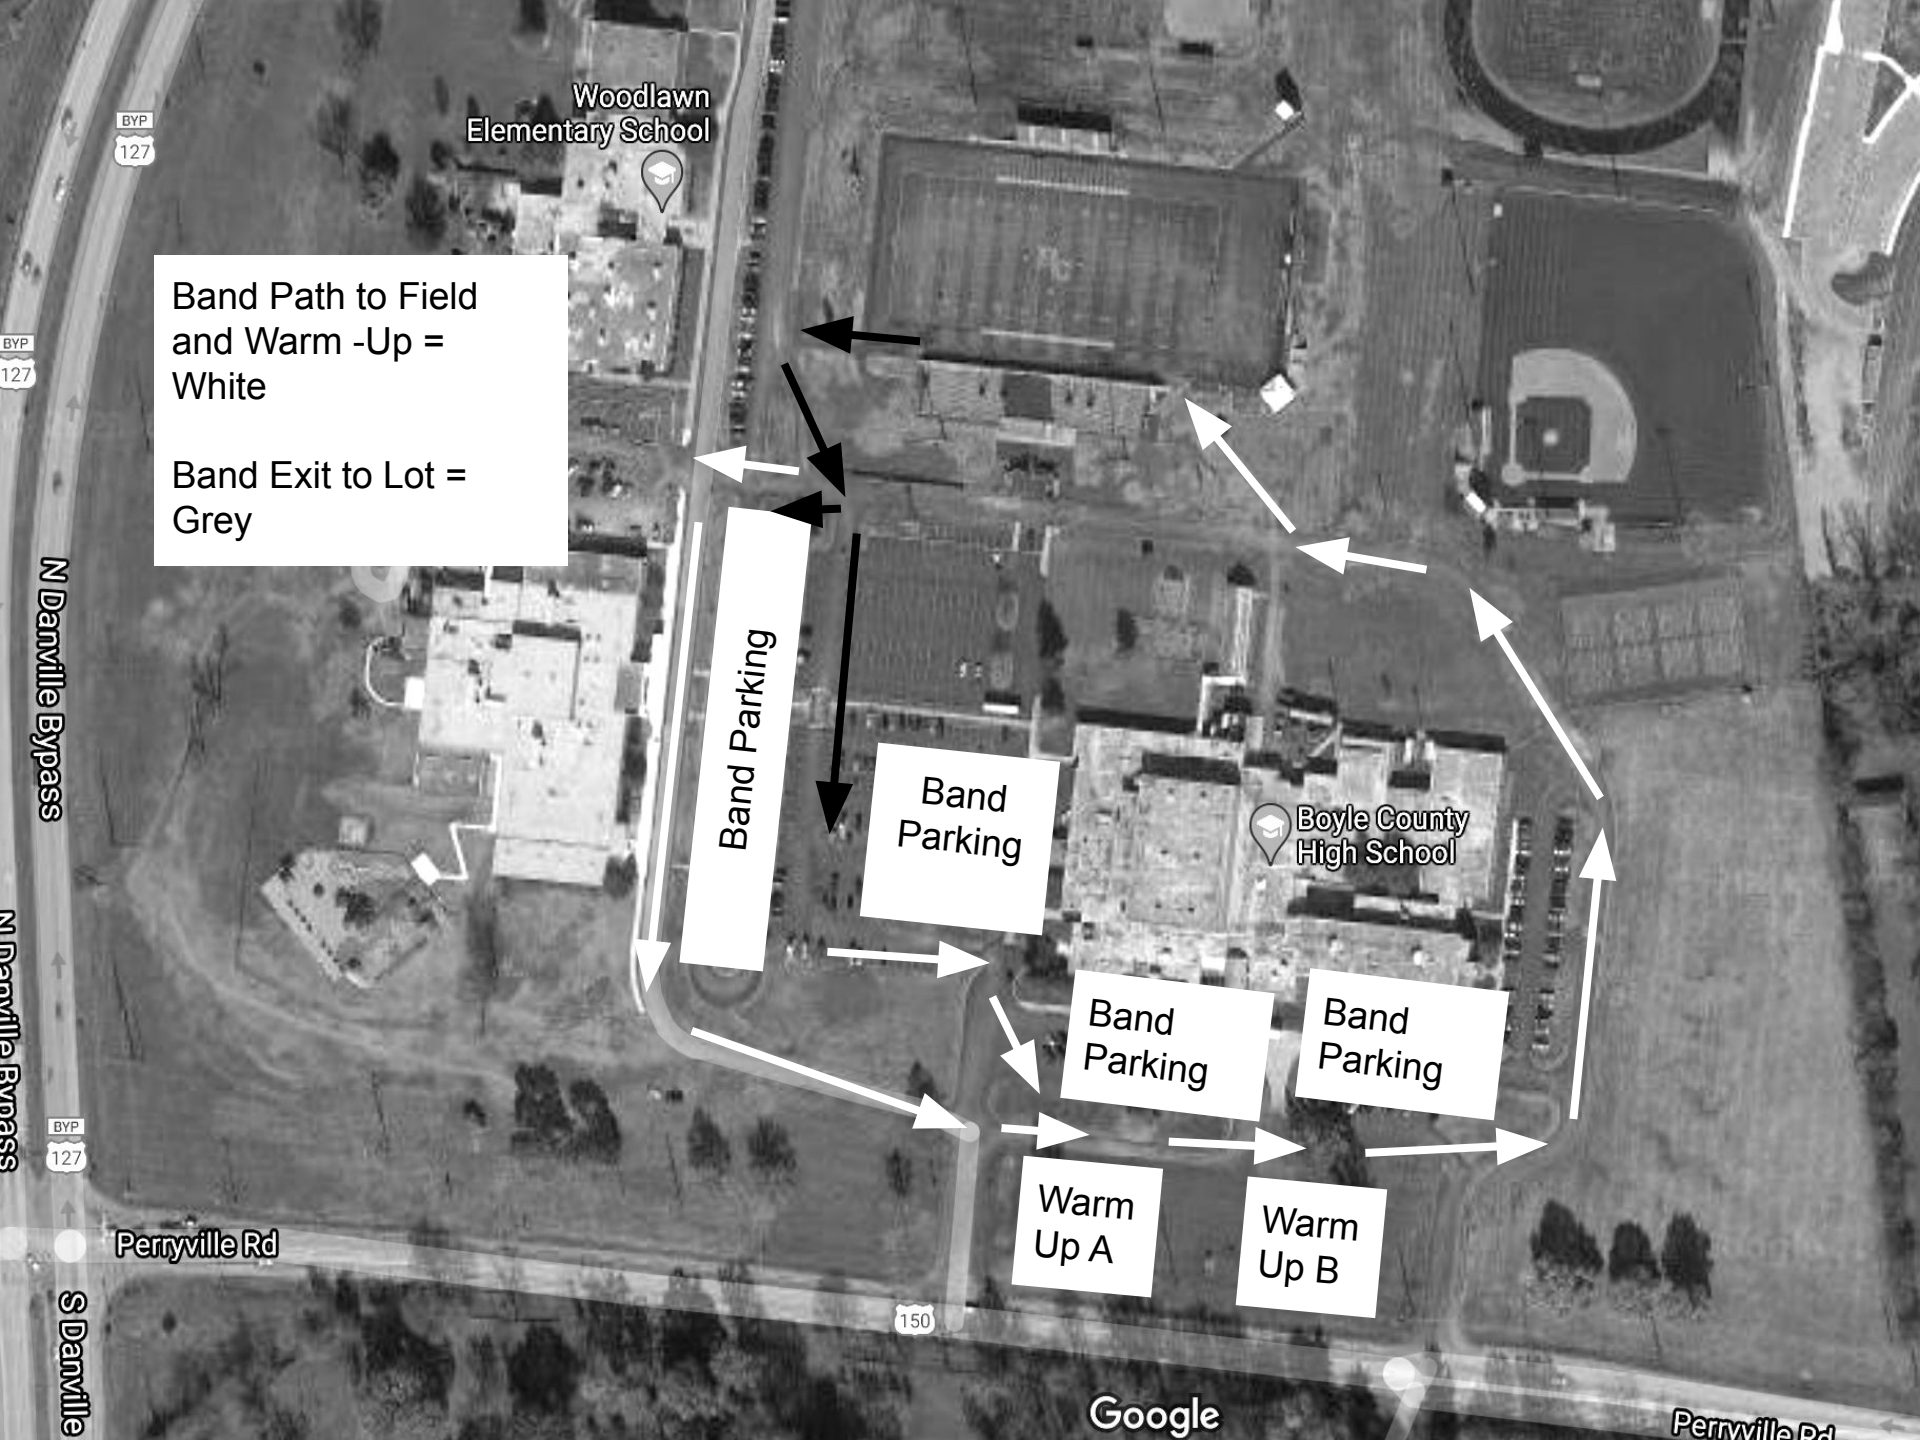 Woodlawn
Elementary School
BYP
127
Band Path to Field
and Warm -Up =
White
Band Exit to Lot =
Grey
BYP
127
N Danville Bypass
Band Parking
Band
Parking
Boyle County
High School
N Danville Bypass
Band
Parking
Band
Parking
BYP
127
Warm
Up A
Warm
Up B
Perryville Rd
S Danville
150
Google
Perryville Rd